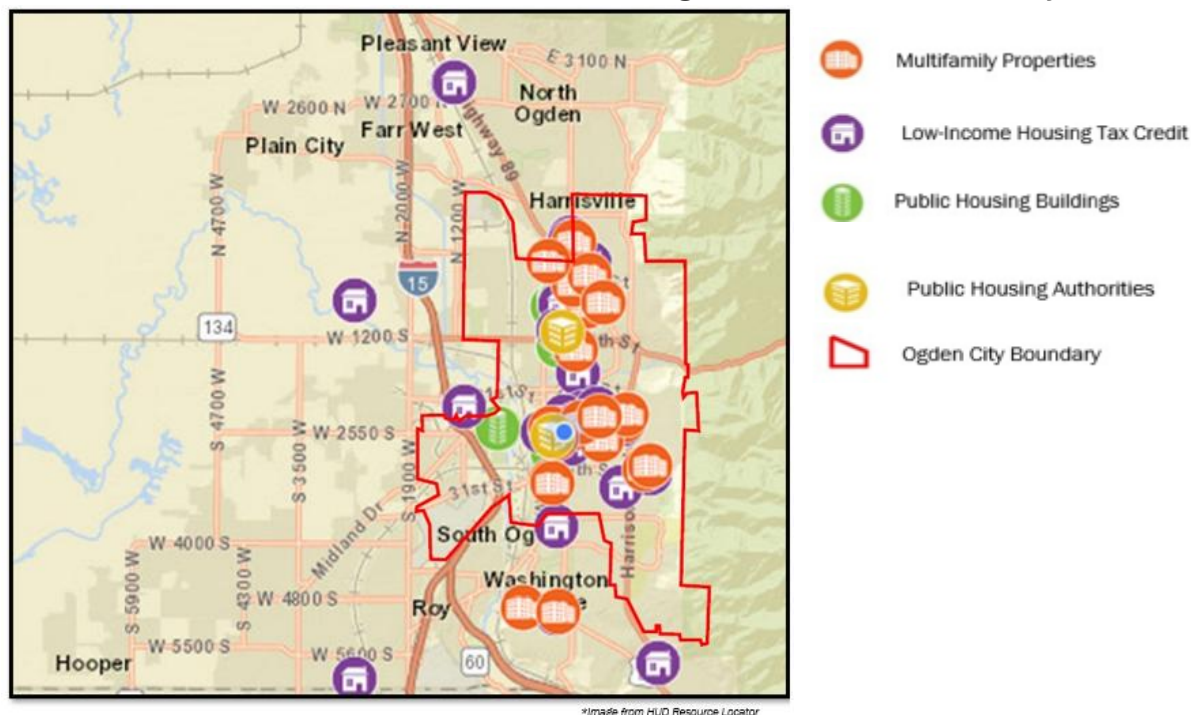 Pleasant View
E 3100 N
W 2600 N
W 2700 N
North
Ogden
Farr West
Highway 89
Plain City
N 4700 W
N 2000 W
N 1200 W
Harrisville
15
134
W 1200 S
th St
S 4700 W
W 2550 S
S 3500 W
S 1900 W
31st St
Midland Dr
South Og
Harriso
W 4000 S
S 5900 W
S 4300 W
W 4800 S
Washington
Roy
W 5500 S
W 5600 S
60
Hooper
Multifamily Properties
Low-Income Housing Tax Credit
Public Housing Buildings
Public Housing Authorities
Ogden City Boundary
*Image from HUD Resource Locator